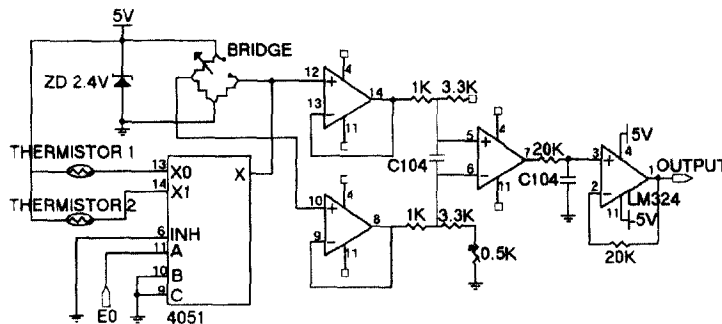 5V
BRIDGE
ZD 2.4V
THERMISTOR 1
THERMISTOR 2
13 X0
14 X1
X
6 INH
11 A
10 B
9 C
E0
4051
12
13
14
4
11
10
9
8
4
11
1K
3.3K
C104
1K
3.3K
0.5K
5
6
7
4
11
20K
C104
3
2
1
4
11
5V
5V
LM324
OUTPUT
20K